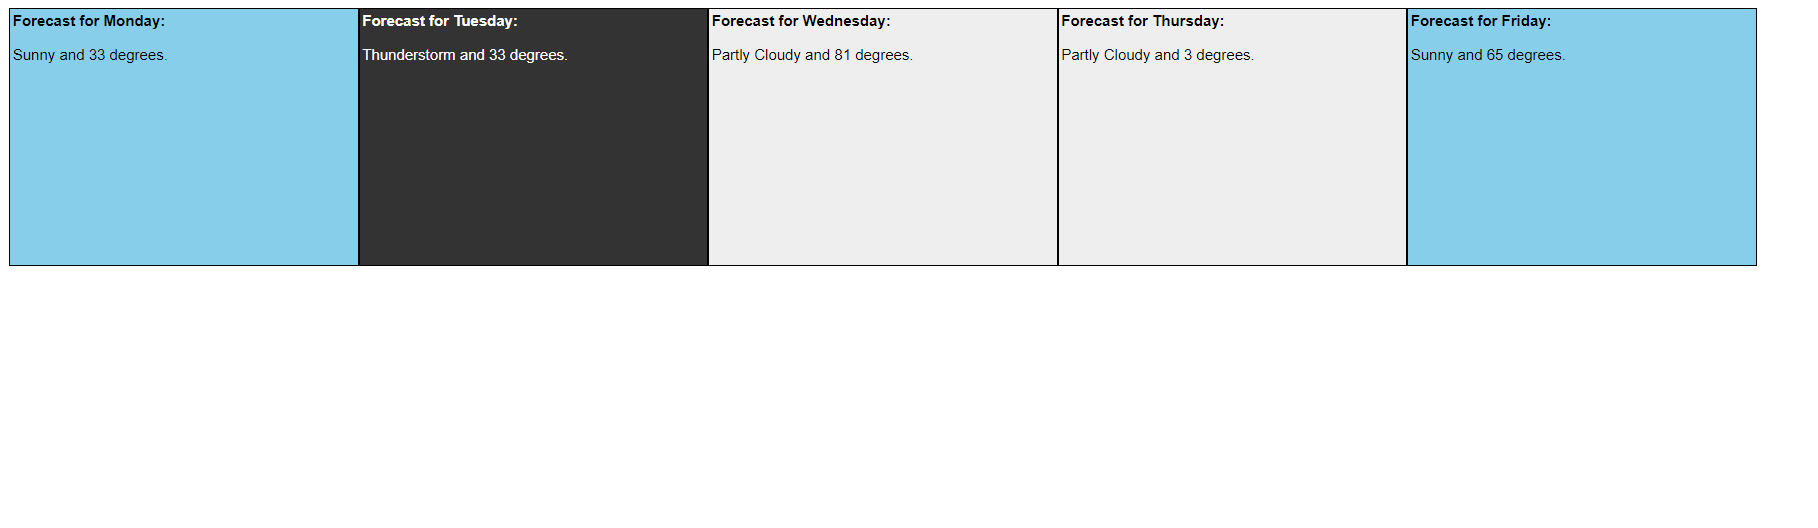 Forecast for Monday:
Sunny and 33 degrees.
Forecast for Tuesday:
Thunderstorm and 33 degrees.
Forecast for Wednesday:
Partly Cloudy and 81 degrees.
Forecast for Thursday:
Partly Cloudy and 3 degrees.
Forecast for Friday:
Sunny and 65 degrees.